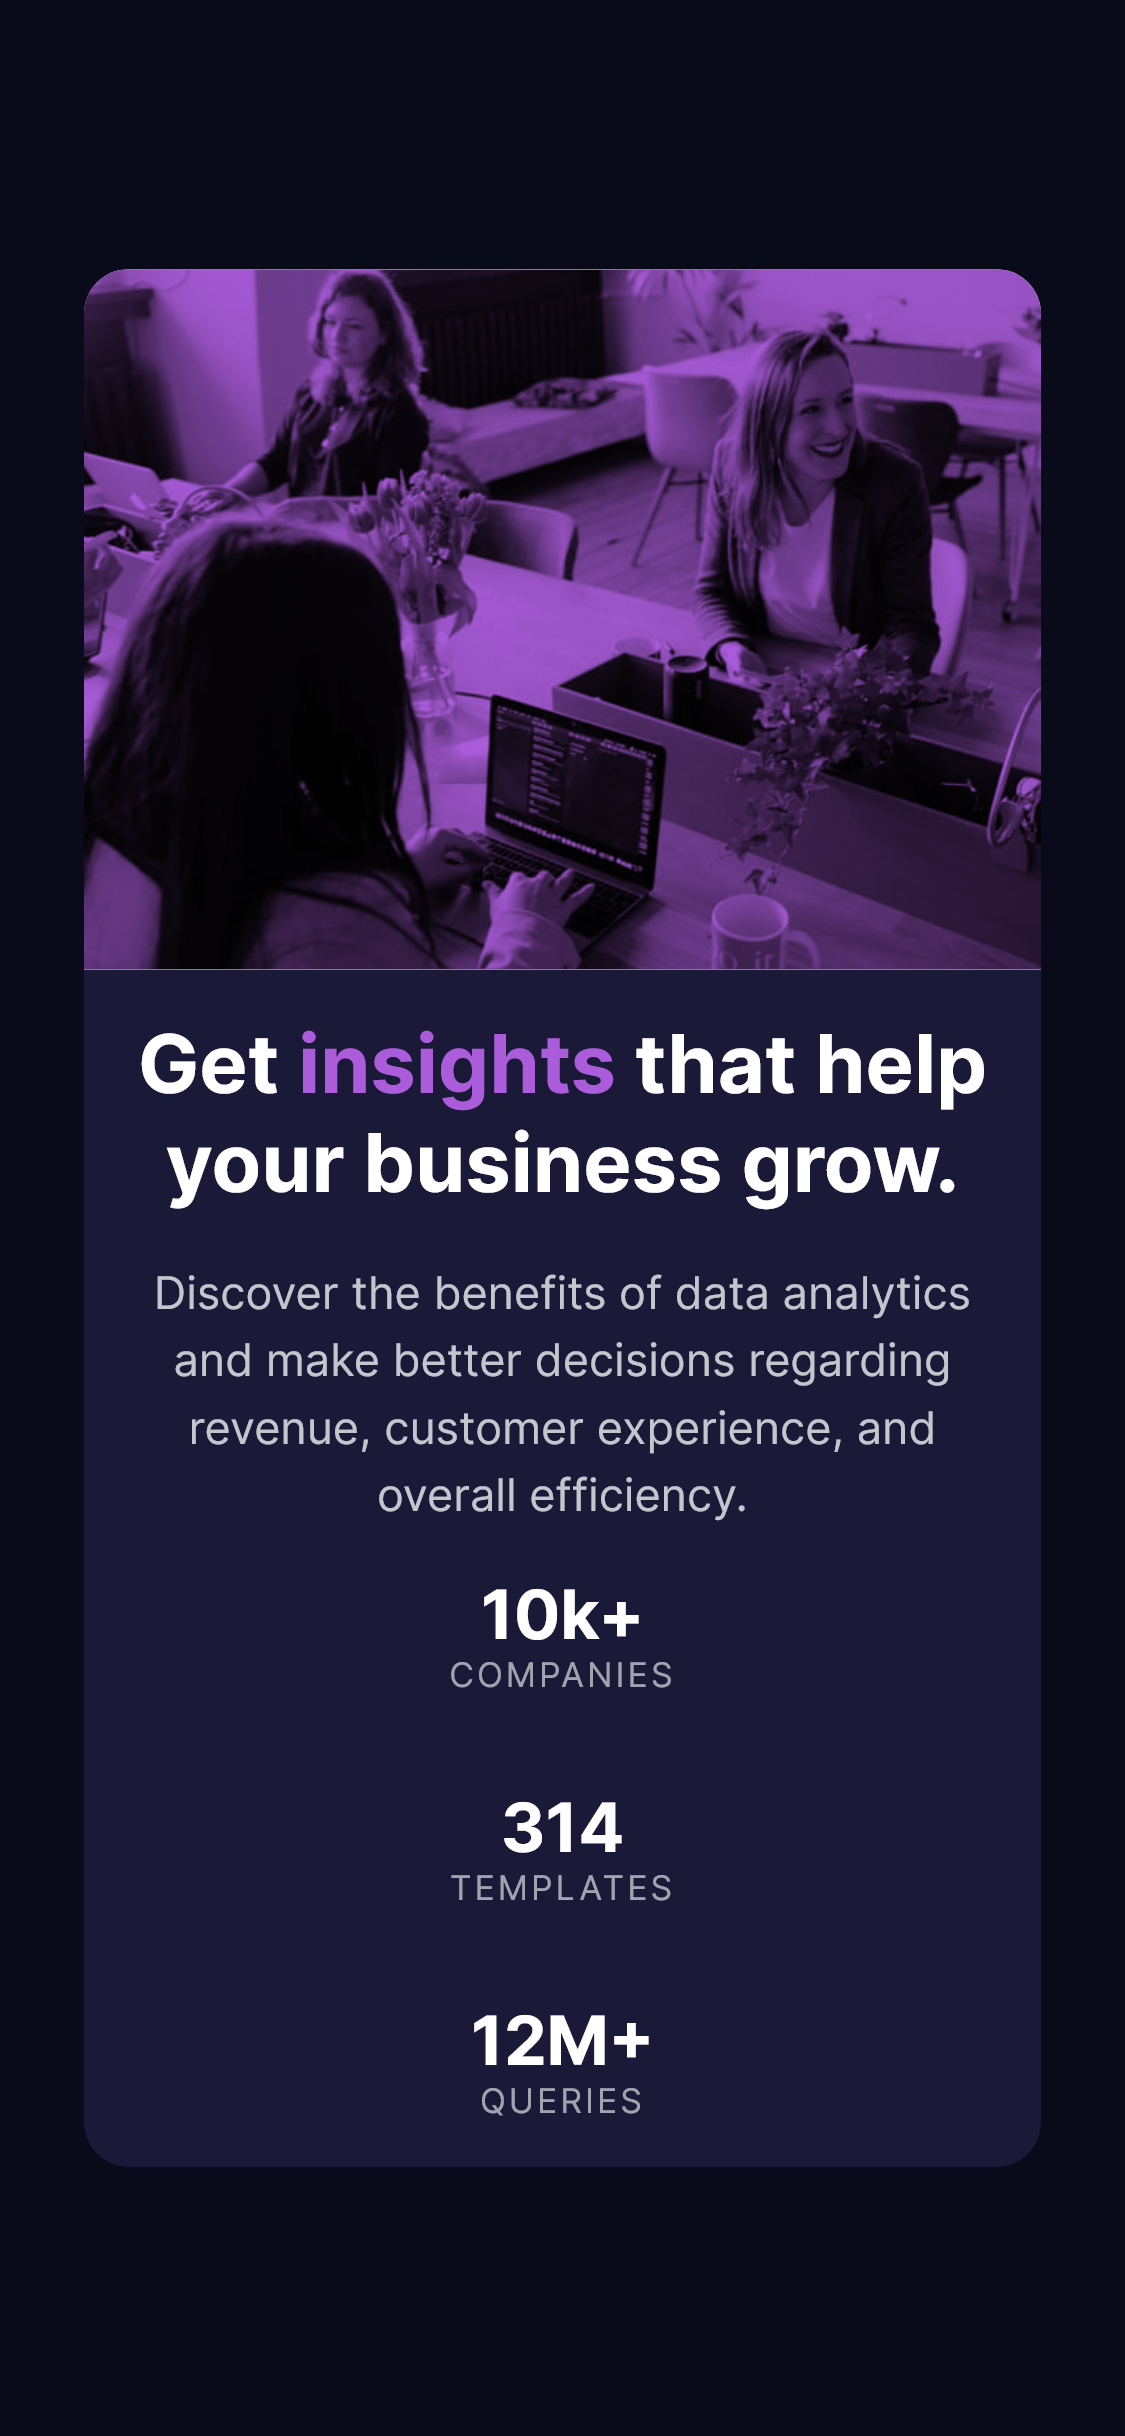 Get insights that help
your business grow.
Discover the benefits of data analytics
and make better decisions regarding
revenue, customer experience, and
overall efficiency.
10k+
COMPANIES
314
TEMPLATES
12M+
QUERIES